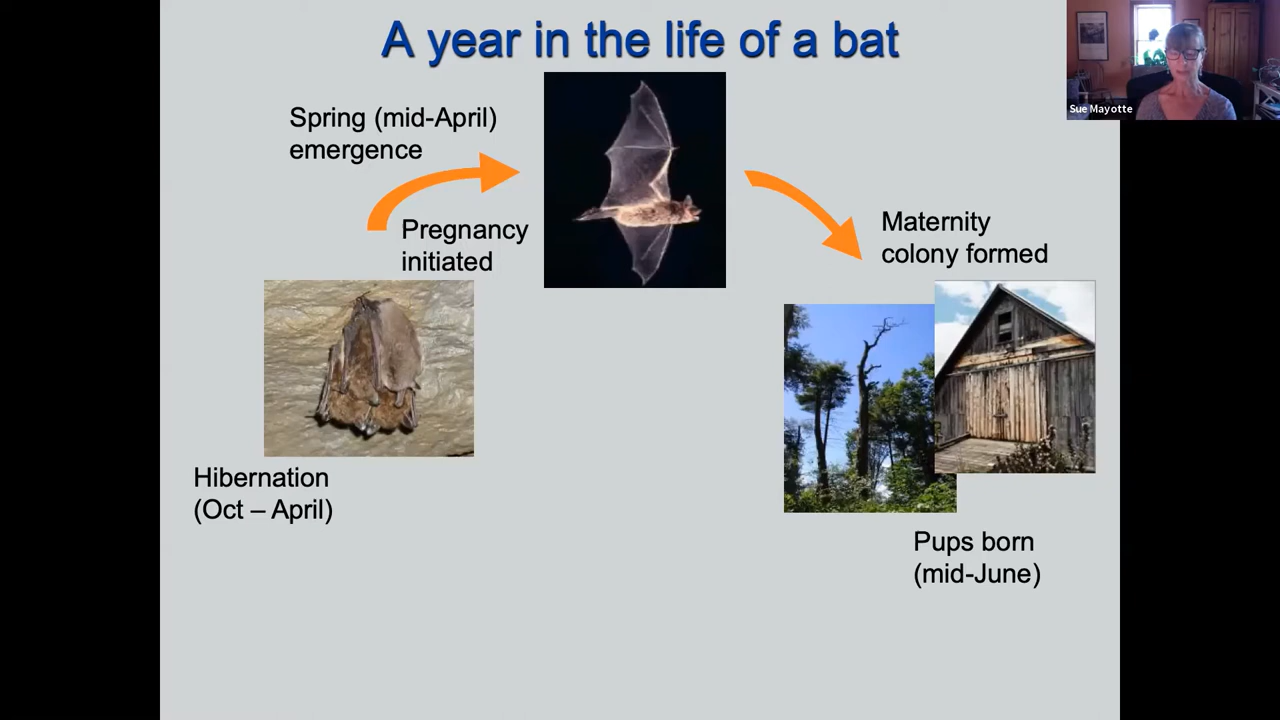 A year in the life of a bat
Sue Mayotte
Spring (mid-April)
emergence
Pregnancy
initiated
Maternity
colony formed
Hibernation
(Oct – April)
Pups born
(mid-June)